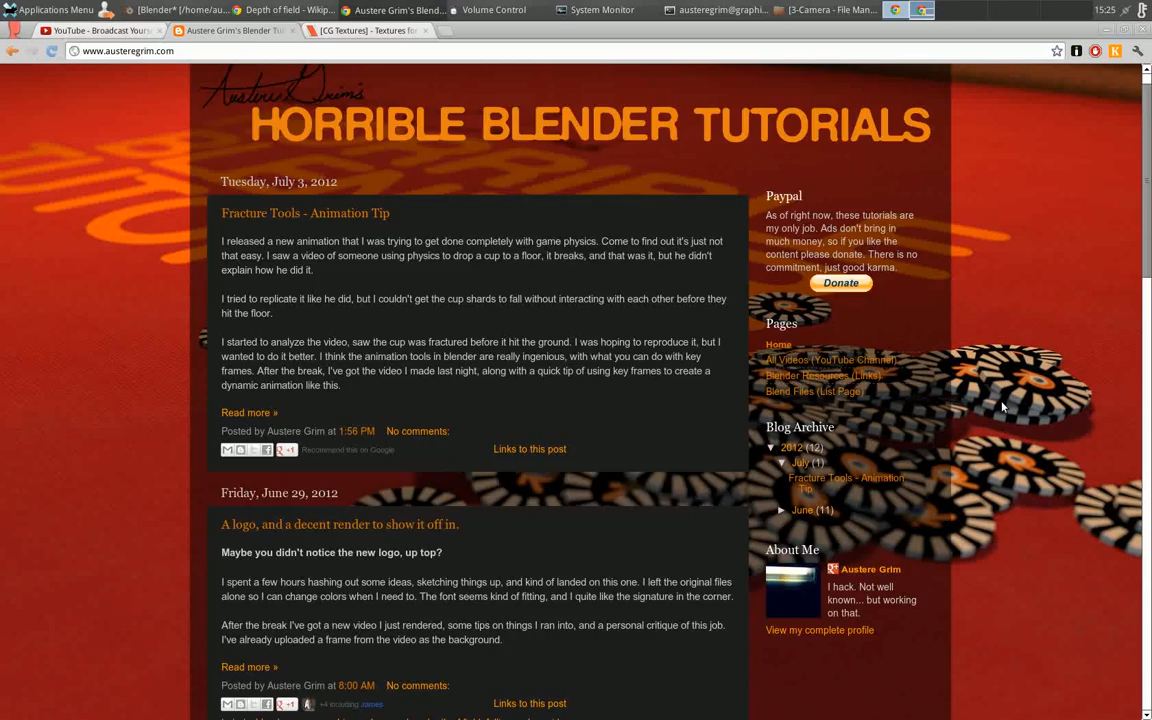 Applications Menu [Blender* [/home/au... Depth of field - Wikip... Austere Grim's Blend... Volume Control System Monitor austeregrim@graphi... [3-Camera - File Man... 15:25
YouTube - Broadcast Yours Austere Grim's Blender Tu [CG Textures] - Textures for
www.austeregrim.com
Austere Grim's
HORRIBLE BLENDER TUTORIALS
Tuesday, July 3, 2012
Fracture Tools - Animation Tip
I released a new animation that I was trying to get done completely with game physics. Come to find out it's just not
that easy. I saw a video of someone using physics to drop a cup to a floor, it breaks, and that was it, but he didn't
explain how he did it.
I tried to replicate it like he did, but I couldn't get the cup shards to fall without interacting with each other before they
hit the floor.
I started to analyze the video, saw the cup was fractured before it hit the ground. I was hoping to reproduce it, but I
wanted to do it better. I think the animation tools in blender are really ingenious, with what you can do with key
frames. After the break, I've got the video I made last night, along with a quick tip of using key frames to create a
dynamic animation like this.
Read more »
Posted by Austere Grim at 1:56 PM No comments:
+1 Recommend this on Google Links to this post
Friday, June 29, 2012
A logo, and a decent render to show it off in.
Maybe you didn't notice the new logo, up top?
I spent a few hours hashing out some ideas, sketching things up, and kind of landed on this one. I left the original files
alone so I can change colors when I need to. The font seems kind of fitting, and I quite like the signature in the corner.
After the break I've got a new video I just rendered, some tips on things I ran into, and a personal critique of this job.
I've already uploaded a frame from the video as the background.
Read more »
Posted by Austere Grim at 8:00 AM No comments:
+1 +4 including James Links to this post
Paypal
As of right now, these tutorials are
my only job. Ads don't bring in
much money, so if you like the
content please donate. There is no
commitment, just good karma.
Donate
Pages
Home
All Videos (YouTube Channel)
Blender Resources (Links)
Blend Files (List Page)
Blog Archive
▼ 2012 (12)
▼ July (1)
Fracture Tools - Animation
Tip
► June (11)
About Me
Austere Grim
I hack. Not well
known... but working
on that.
View my complete profile